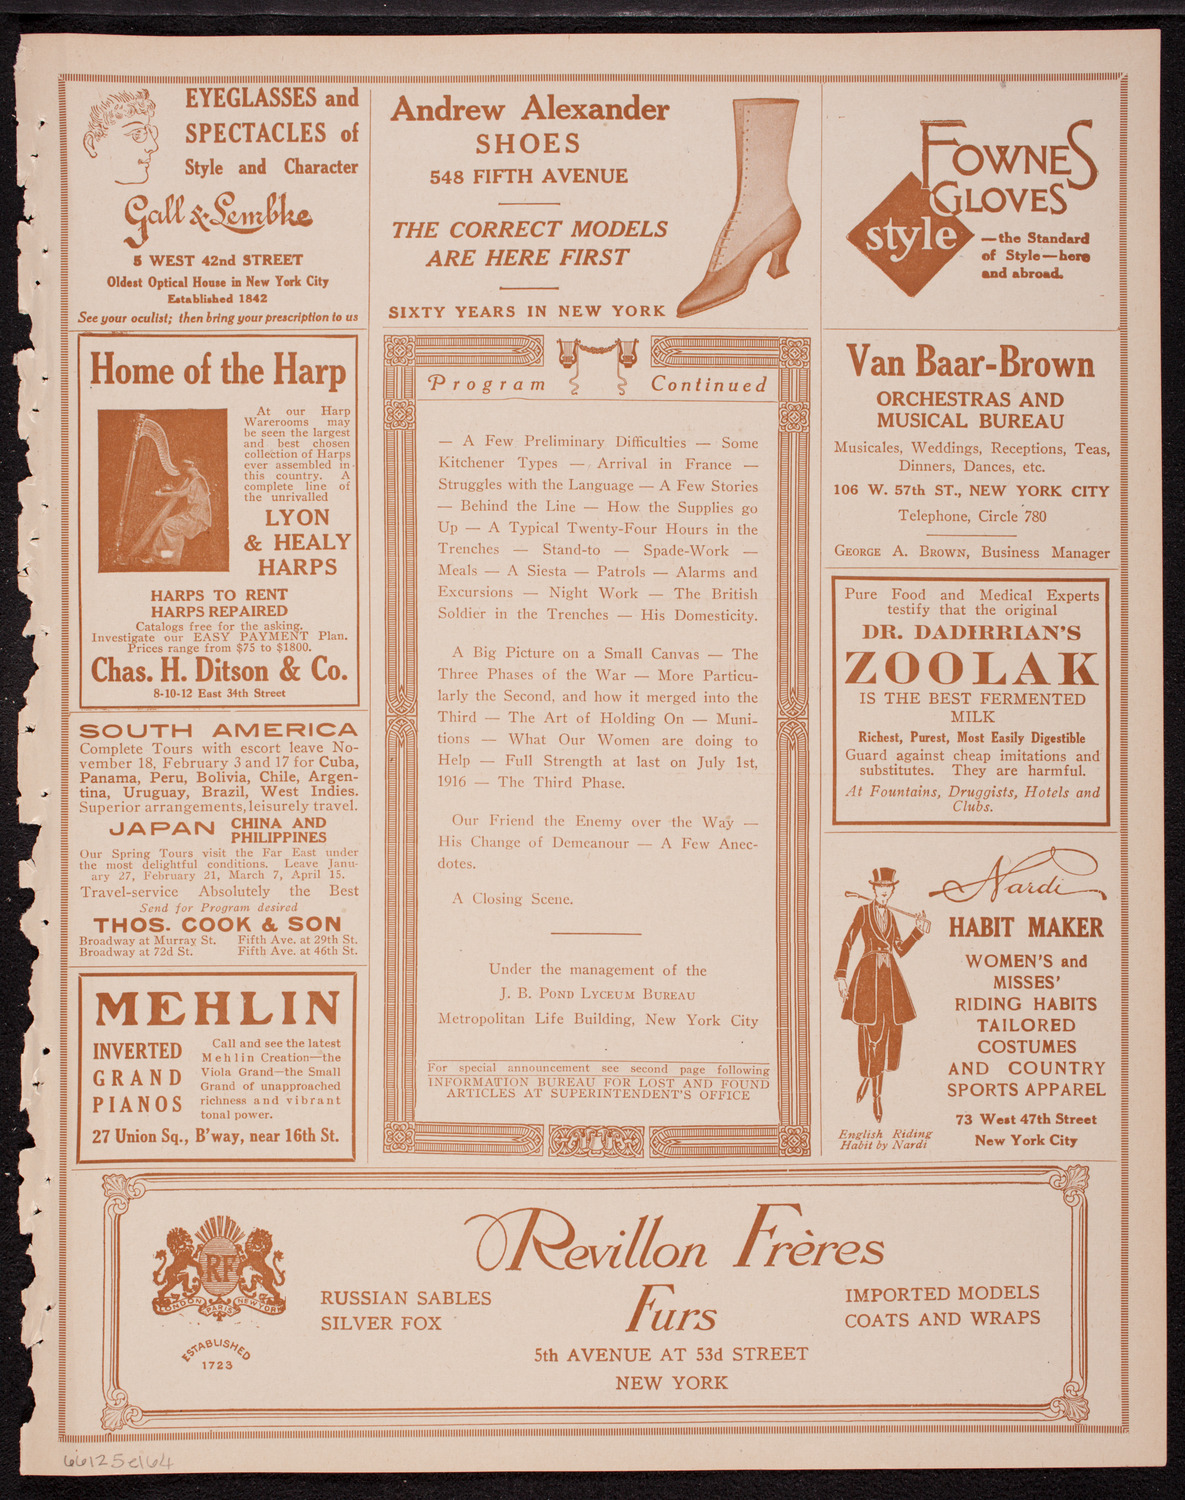 EYEGLASSES and
SPECTACLES of
Style and Character
Gall & Lembke
5 WEST 42nd STREET
Oldest Optical House in New York City
Established 1842
See your oculist; then bring your prescription to us
Andrew Alexander
SHOES
548 FIFTH AVENUE
THE CORRECT MODELS
ARE HERE FIRST
SIXTY YEARS IN NEW YORK
FOWNES
GLOVES
style
—the Standard
of Style—here
and abroad.
Home of the Harp
At our Harp
Warerooms may
be seen the largest
and best chosen
collection of Harps
ever assembled in
this country. A
complete line of
the unrivalled
LYON
& HEALY
HARPS
HARPS TO RENT
HARPS REPAIRED
Catalogs free for the asking.
Investigate our EASY PAYMENT Plan.
Prices range from $75 to $1800.
Chas. H. Ditson & Co.
8-10-12 East 34th Street
SOUTH AMERICA
Complete Tours with escort leave No-
vember 18, February 3 and 17 for Cuba,
Panama, Peru, Bolivia, Chile, Argen-
tina, Uruguay, Brazil, West Indies.
Superior arrangements, leisurely travel.
JAPAN CHINA AND
PHILIPPINES
Our Spring Tours visit the Far East under
the most delightful conditions. Leave Janu-
ary 27, February 21, March 7, April 15.
Travel-service Absolutely the Best
Send for Program desired
THOS. COOK & SON
Broadway at Murray St. Fifth Ave. at 29th St.
Broadway at 72d St. Fifth Ave. at 46th St.
MEHLIN
INVERTED
GRAND
PIANOS
Call and see the latest
Mehlin Creation—the
Viola Grand—the Small
Grand of unapproached
richness and vibrant
tonal power.
27 Union Sq., B'way, near 16th St.
Program Continued
— A Few Preliminary Difficulties — Some
Kitchener Types — Arrival in France —
Struggles with the Language — A Few Stories
— Behind the Line — How the Supplies go
Up — A Typical Twenty-Four Hours in the
Trenches — Stand-to — Spade-Work —
Meals — A Siesta — Patrols — Alarms and
Excursions — Night Work — The British
Soldier in the Trenches — His Domesticity.
A Big Picture on a Small Canvas — The
Three Phases of the War — More Particu-
larly the Second, and how it merged into the
Third — The Art of Holding On — Muni-
tions — What Our Women are doing to
Help — Full Strength at last on July 1st,
1916 — The Third Phase.
Our Friend the Enemy over the Way —
His Change of Demeanour — A Few Anec-
dotes.
A Closing Scene.
Under the management of the
J. B. POND LYCEUM BUREAU
Metropolitan Life Building, New York City
For special announcement see second page following
INFORMATION BUREAU FOR LOST AND FOUND
ARTICLES AT SUPERINTENDENT'S OFFICE
Van Baar-Brown
ORCHESTRAS AND
MUSICAL BUREAU
Musicales, Weddings, Receptions, Teas,
Dinners, Dances, etc.
106 W. 57th ST., NEW YORK CITY
Telephone, Circle 780
GEORGE A. BROWN, Business Manager
Pure Food and Medical Experts
testify that the original
DR. DADIRRIAN'S
ZOOLAK
IS THE BEST FERMENTED
MILK
Richest, Purest, Most Easily Digestible
Guard against cheap imitations and
substitutes. They are harmful.
At Fountains, Druggists, Hotels and
Clubs.
Nardi
HABIT MAKER
WOMEN'S and
MISSES'
RIDING HABITS
TAILORED
COSTUMES
AND COUNTRY
SPORTS APPAREL
73 West 47th Street
New York City
English Riding
Habit by Nardi
RF
LONDON PARIS NEW YORK
ESTABLISHED
1723
Revillon Frères
Furs
RUSSIAN SABLES
SILVER FOX
IMPORTED MODELS
COATS AND WRAPS
5th AVENUE AT 53d STREET
NEW YORK
66125e164